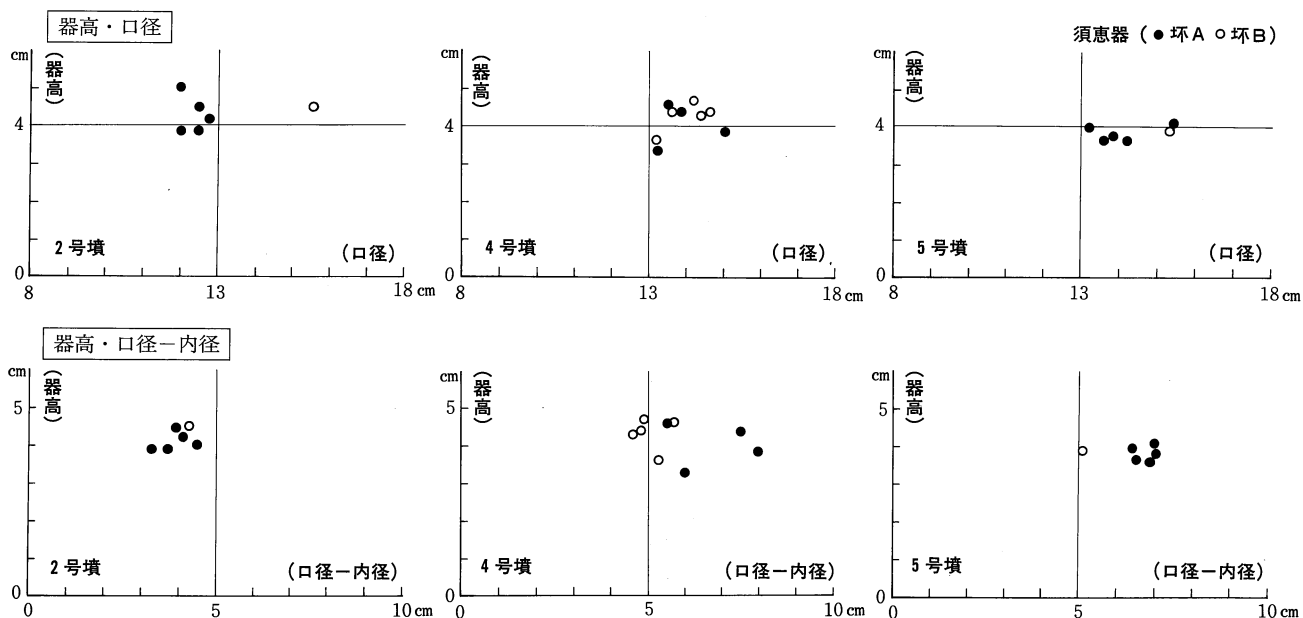 器高・口径
須恵器 ( ● 坏A ○ 坏B )
cm
(器高)
4
0
2号墳
(口径)
8
13
18 cm
cm
(器高)
4
0
4号墳
(口径)
8
13
18 cm
cm
(器高)
4
0
5号墳
(口径)
8
13
18 cm
器高・口径－内径
cm
(器高)
5
0
2号墳
(口径－内径)
0
5
10 cm
cm
(器高)
5
0
4号墳
(口径－内径)
0
5
10 cm
cm
(器高)
5
0
5号墳
(口径－内径)
0
5
10 cm